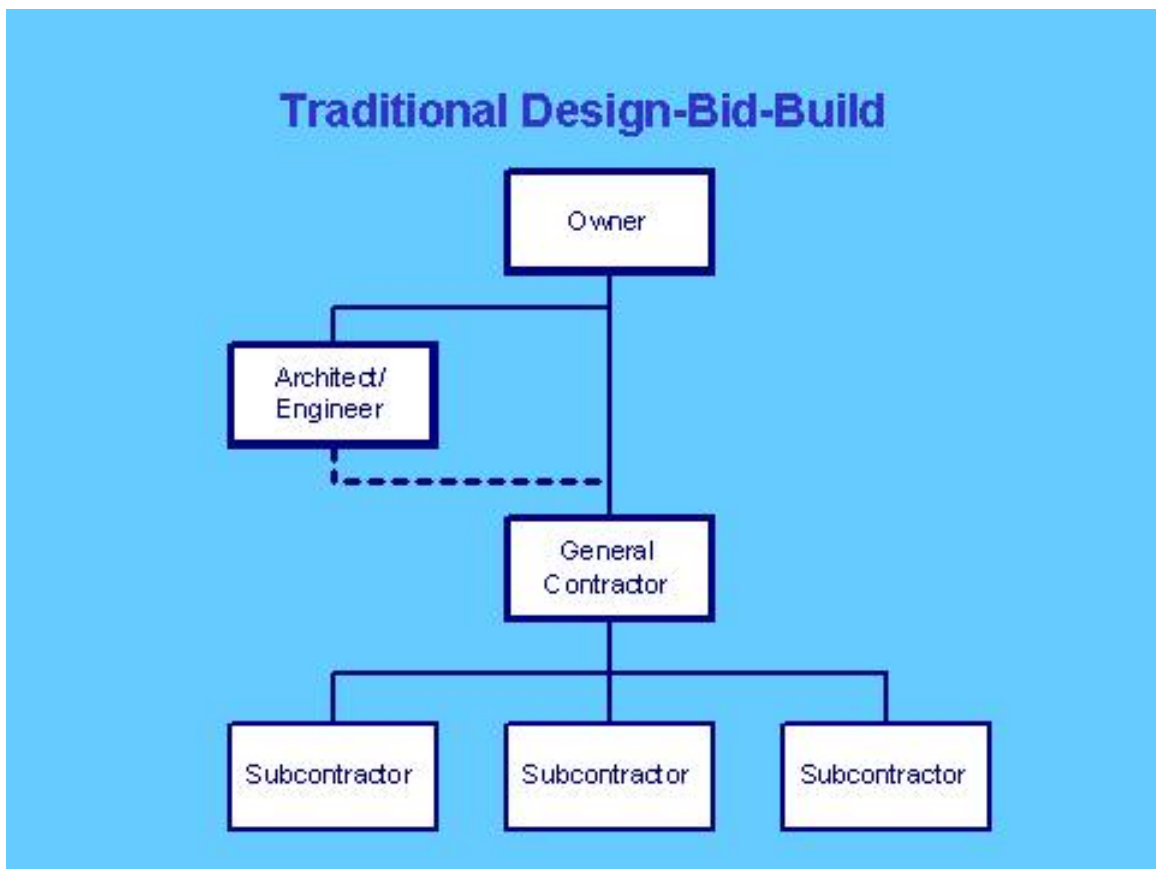 Traditional Design-Bid-Build
Owner
Architect/
Engineer
General
Contractor
Subcontractor
Subcontractor
Subcontractor